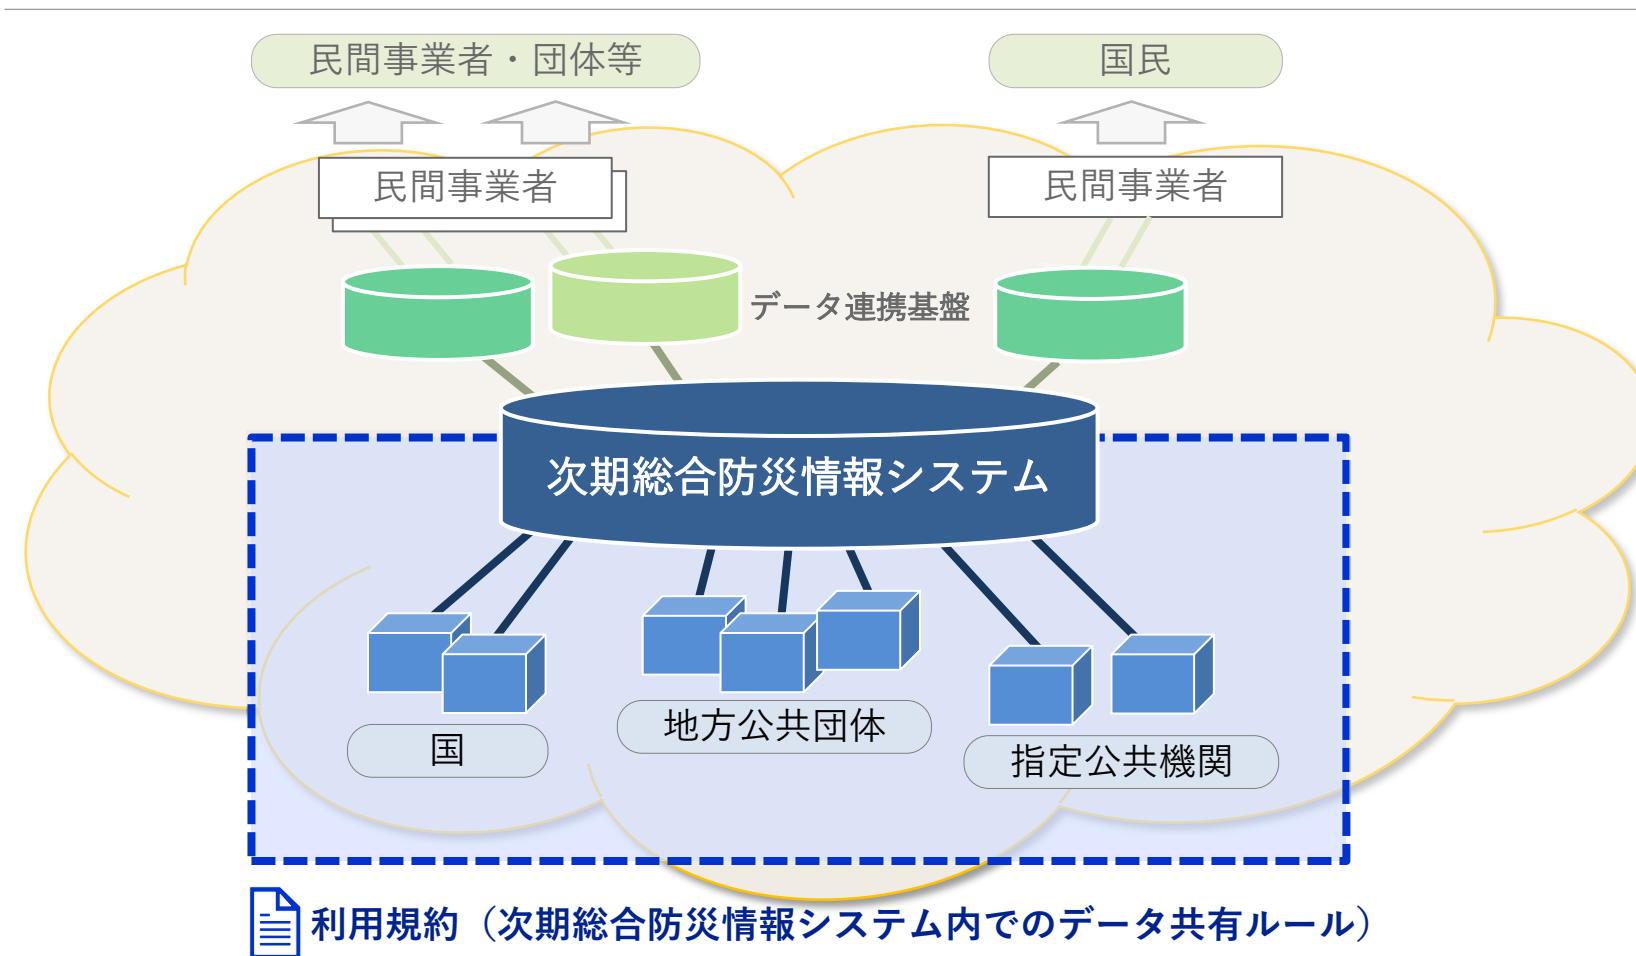 民間事業者・団体等
国民
民間事業者
民間事業者
データ連携基盤
次期総合防災情報システム
国
地方公共団体
指定公共機関
利用規約（次期総合防災情報システム内でのデータ共有ルール）